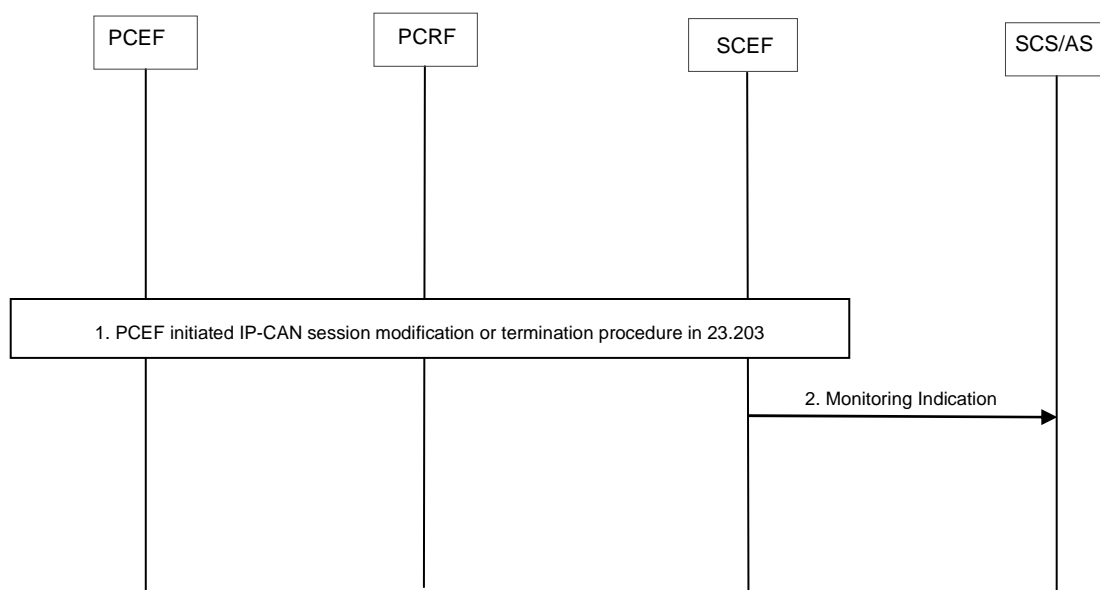 PCEF
PCRF
SCEF
SCS/AS
1. PCEF initiated IP-CAN session modification or termination procedure in 23.203
2. Monitoring Indication